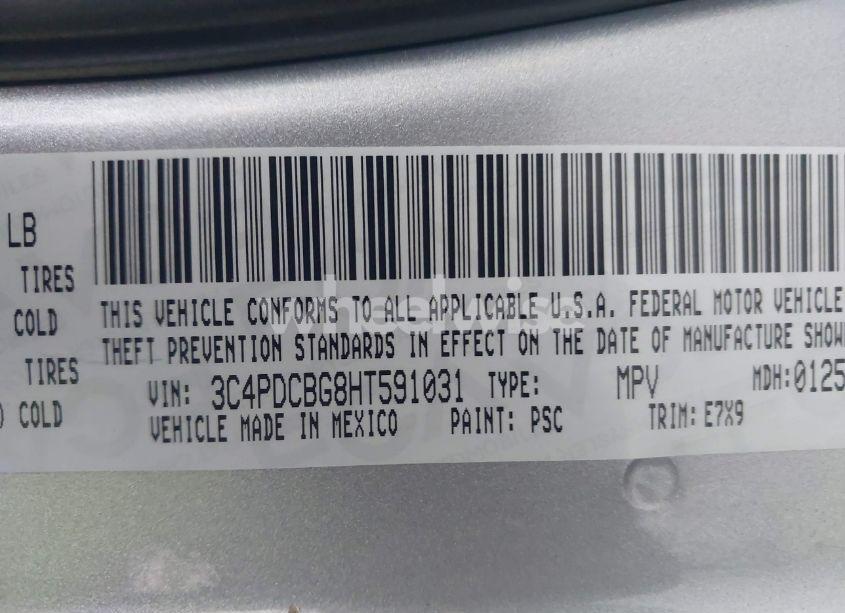 LB
TIRES
COLD
TIRES
COLD
THIS VEHICLE CONFORMS TO ALL APPLICABLE U.S.A. FEDERAL MOTOR VEHICLE
THEFT PREVENTION STANDARDS IN EFFECT ON THE DATE OF MANUFACTURE SHOW
VIN: 3C4PDCBG8HT591031 TYPE: MPV MDH:0125
VEHICLE MADE IN MEXICO PAINT: PSC TRIM: E7X9
wheelwise